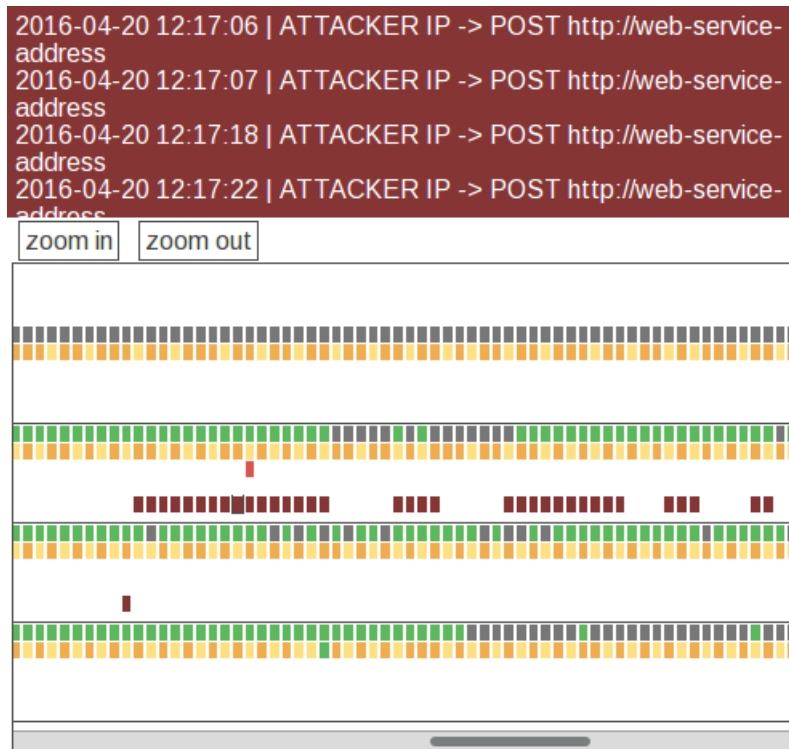 2016-04-20 12:17:06 | ATTACKER IP -> POST http://web-service-
address
2016-04-20 12:17:07 | ATTACKER IP -> POST http://web-service-
address
2016-04-20 12:17:18 | ATTACKER IP -> POST http://web-service-
address
2016-04-20 12:17:22 | ATTACKER IP -> POST http://web-service-
address
zoom in zoom out